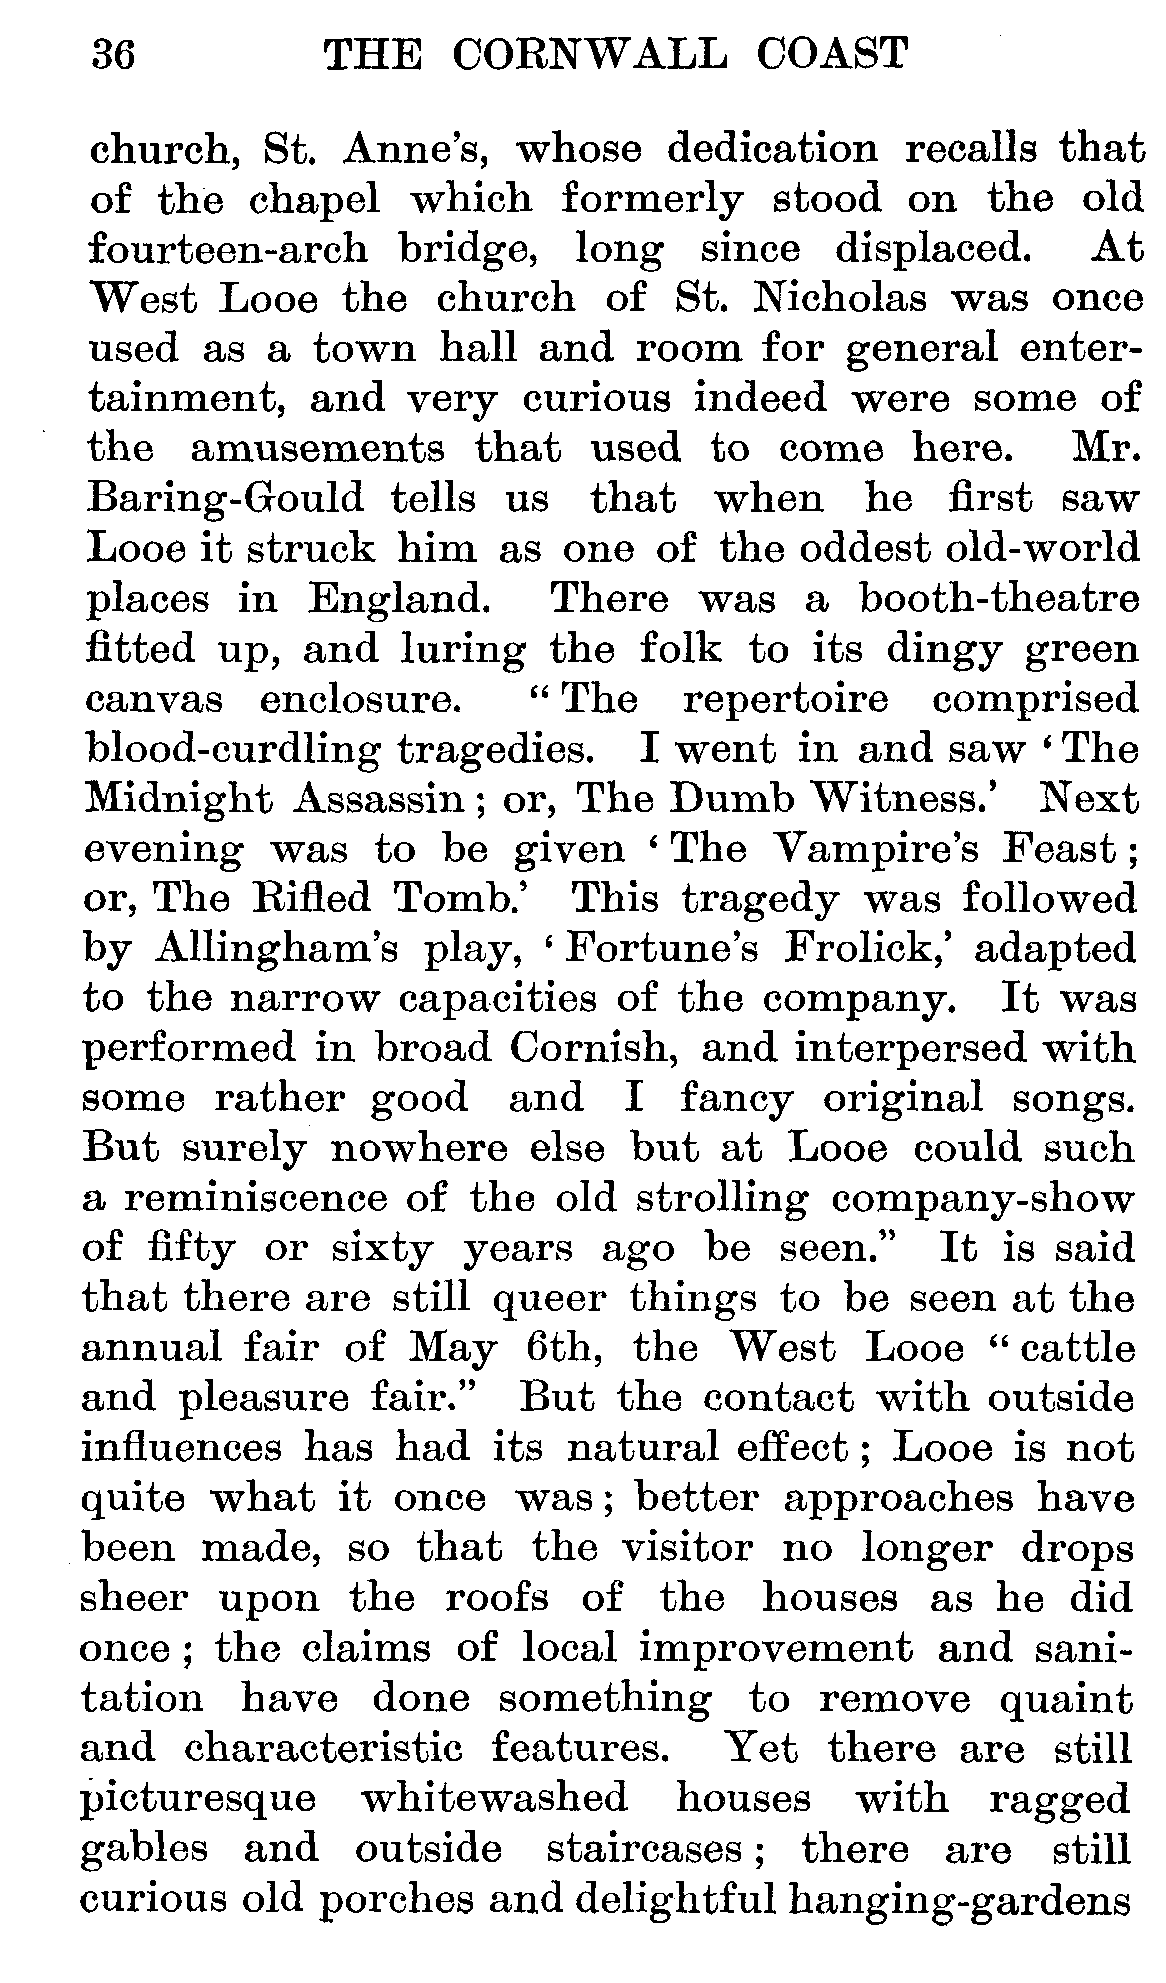 36 THE CORNWALL COAST
church, St. Anne's, whose dedication recalls that
of the chapel which formerly stood on the old
fourteen-arch bridge, long since displaced. At
West Looe the church of St. Nicholas was once
used as a town hall and room for general enter-
tainment, and very curious indeed were some of
the amusements that used to come here. Mr.
Baring-Gould tells us that when he first saw
Looe it struck him as one of the oddest old-world
places in England. There was a booth-theatre
fitted up, and luring the folk to its dingy green
canvas enclosure. “ The repertoire comprised
blood-curdling tragedies. I went in and saw ‘ The
Midnight Assassin ; or, The Dumb Witness.’ Next
evening was to be given ‘ The Vampire's Feast ;
or, The Rifled Tomb.’ This tragedy was followed
by Allingham's play, ‘ Fortune's Frolick,’ adapted
to the narrow capacities of the company. It was
performed in broad Cornish, and interpersed with
some rather good and I fancy original songs.
But surely nowhere else but at Looe could such
a reminiscence of the old strolling company-show
of fifty or sixty years ago be seen.” It is said
that there are still queer things to be seen at the
annual fair of May 6th, the West Looe “ cattle
and pleasure fair.” But the contact with outside
influences has had its natural effect ; Looe is not
quite what it once was ; better approaches have
been made, so that the visitor no longer drops
sheer upon the roofs of the houses as he did
once ; the claims of local improvement and sani-
tation have done something to remove quaint
and characteristic features. Yet there are still
picturesque whitewashed houses with ragged
gables and outside staircases ; there are still
curious old porches and delightful hanging-gardens